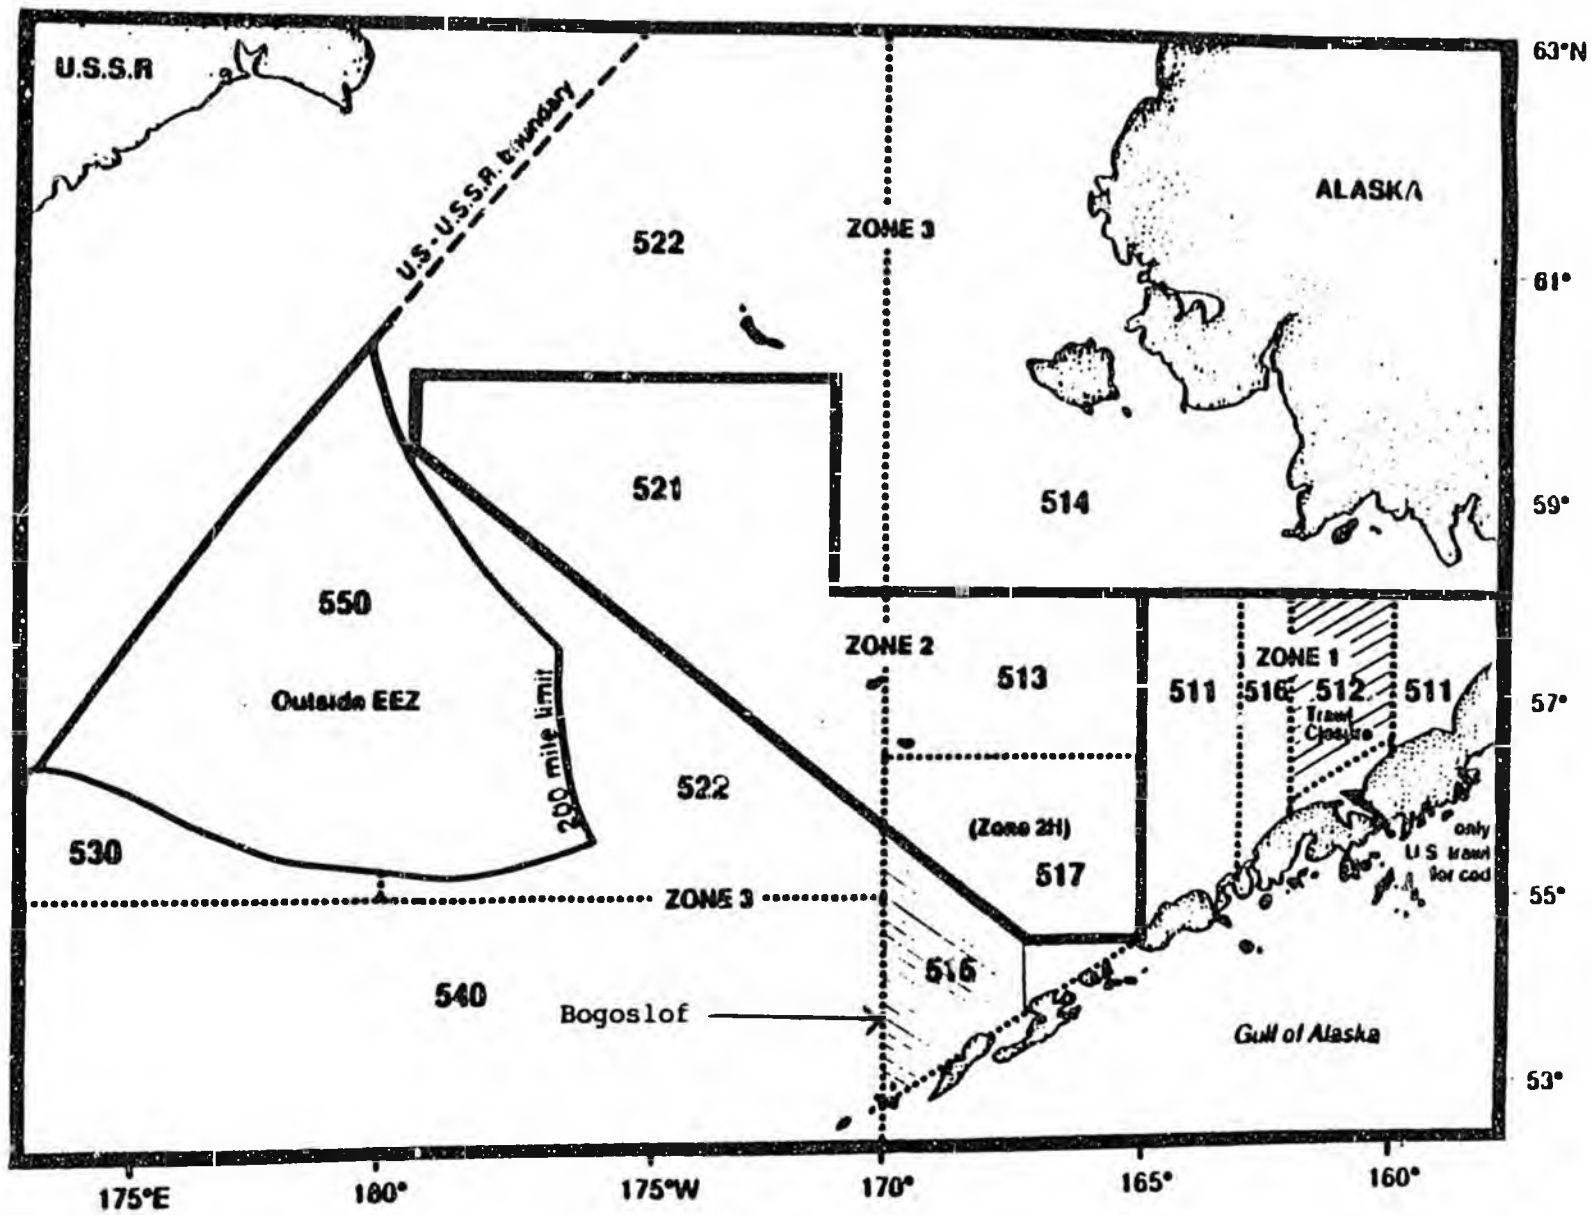 63°N
U.S.S.R
U.S - U.S.S.R. boundary
522
ZONE 3
ALASKA
61°
521
514
59°
550
Outside EEZ
200 mile limit
ZONE 2
513
511
ZONE 1
516
512
511
Trawl
Closure
57°
522
(Zone 2H)
517
only
U S trawl
for cod
530
ZONE 3
55°
540
515
Bogoslof
Gulf of Alaska
53°
175°E
180°
175°W
170°
165°
160°